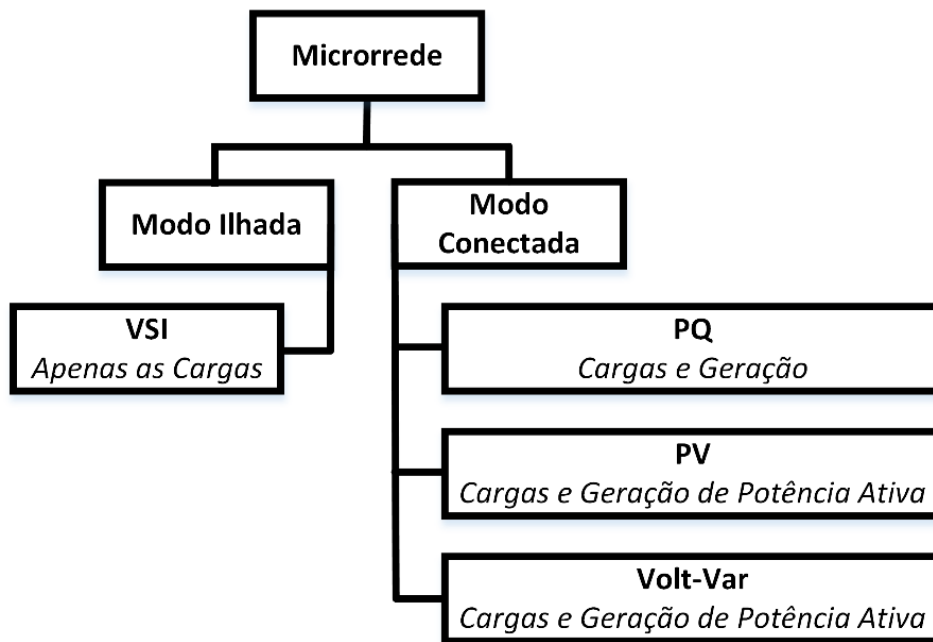 Microrrede
Modo Ilhada
Modo
Conectada
VSI
Apenas as Cargas
PQ
Cargas e Geração
PV
Cargas e Geração de Potência Ativa
Volt-Var
Cargas e Geração de Potência Ativa